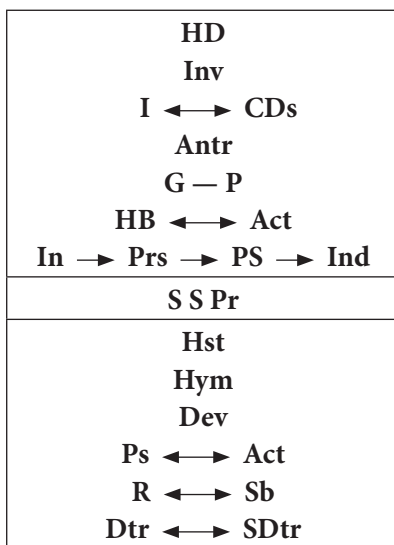 HD
Inv
I ↔ CDs
Antr
G — P
HB ↔ Act
In → Prs → PS → Ind
S S Pr
Hst
Hym
Dev
Ps ↔ Act
R ↔ Sb
Dtr ↔ SDtr